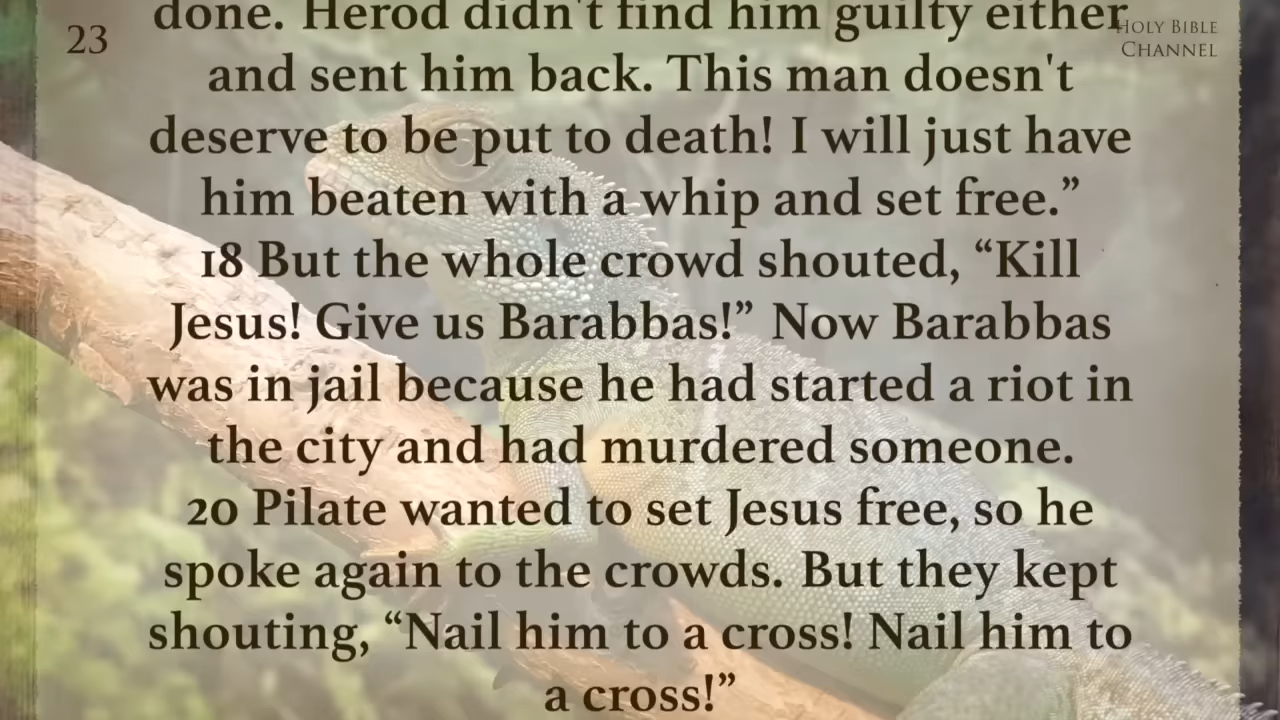 23
HOLY BIBLE
CHANNEL
done. Herod didn't find him guilty either
and sent him back. This man doesn't
deserve to be put to death! I will just have
him beaten with a whip and set free.”
18 But the whole crowd shouted, “Kill
Jesus! Give us Barabbas!” Now Barabbas
was in jail because he had started a riot in
the city and had murdered someone.
20 Pilate wanted to set Jesus free, so he
spoke again to the crowds. But they kept
shouting, “Nail him to a cross! Nail him to
a cross!”